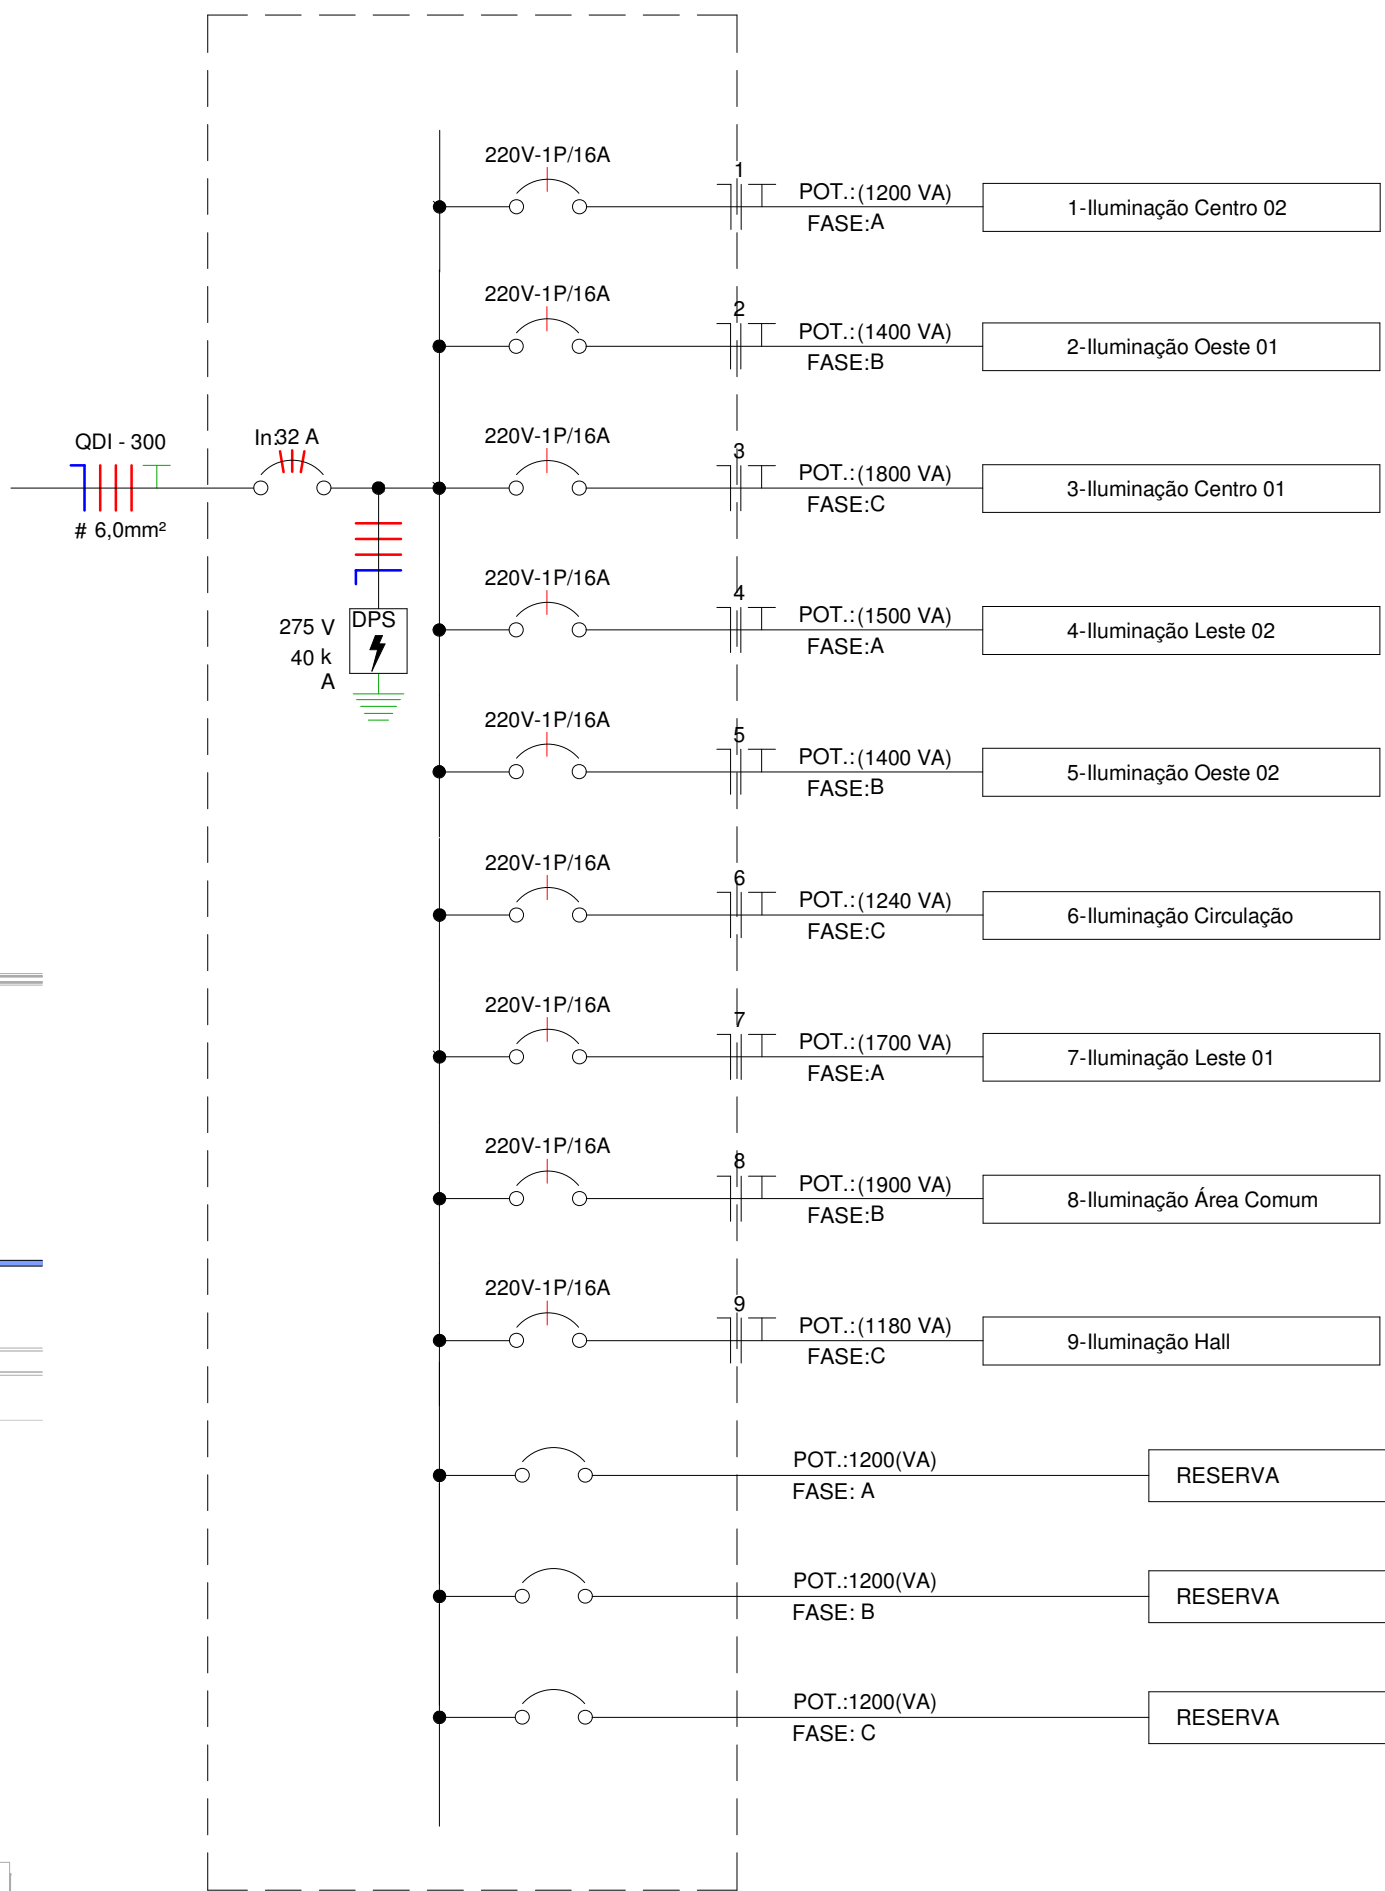 220V-1P/16A
1
POT.:(1200 VA)
FASE:A
1-Iluminação Centro 02
220V-1P/16A
2
POT.:(1400 VA)
FASE:B
2-Iluminação Oeste 01
QDI - 300
# 6,0mm²
In:32 A
220V-1P/16A
3
POT.:(1800 VA)
FASE:C
3-Iluminação Centro 01
275 V
40 k
A
DPS
220V-1P/16A
4
POT.:(1500 VA)
FASE:A
4-Iluminação Leste 02
220V-1P/16A
5
POT.:(1400 VA)
FASE:B
5-Iluminação Oeste 02
220V-1P/16A
6
POT.:(1240 VA)
FASE:C
6-Iluminação Circulação
220V-1P/16A
7
POT.:(1700 VA)
FASE:A
7-Iluminação Leste 01
220V-1P/16A
8
POT.:(1900 VA)
FASE:B
8-Iluminação Área Comum
220V-1P/16A
9
POT.:(1180 VA)
FASE:C
9-Iluminação Hall
POT.:1200(VA)
FASE: A
RESERVA
POT.:1200(VA)
FASE: B
RESERVA
POT.:1200(VA)
FASE: C
RESERVA